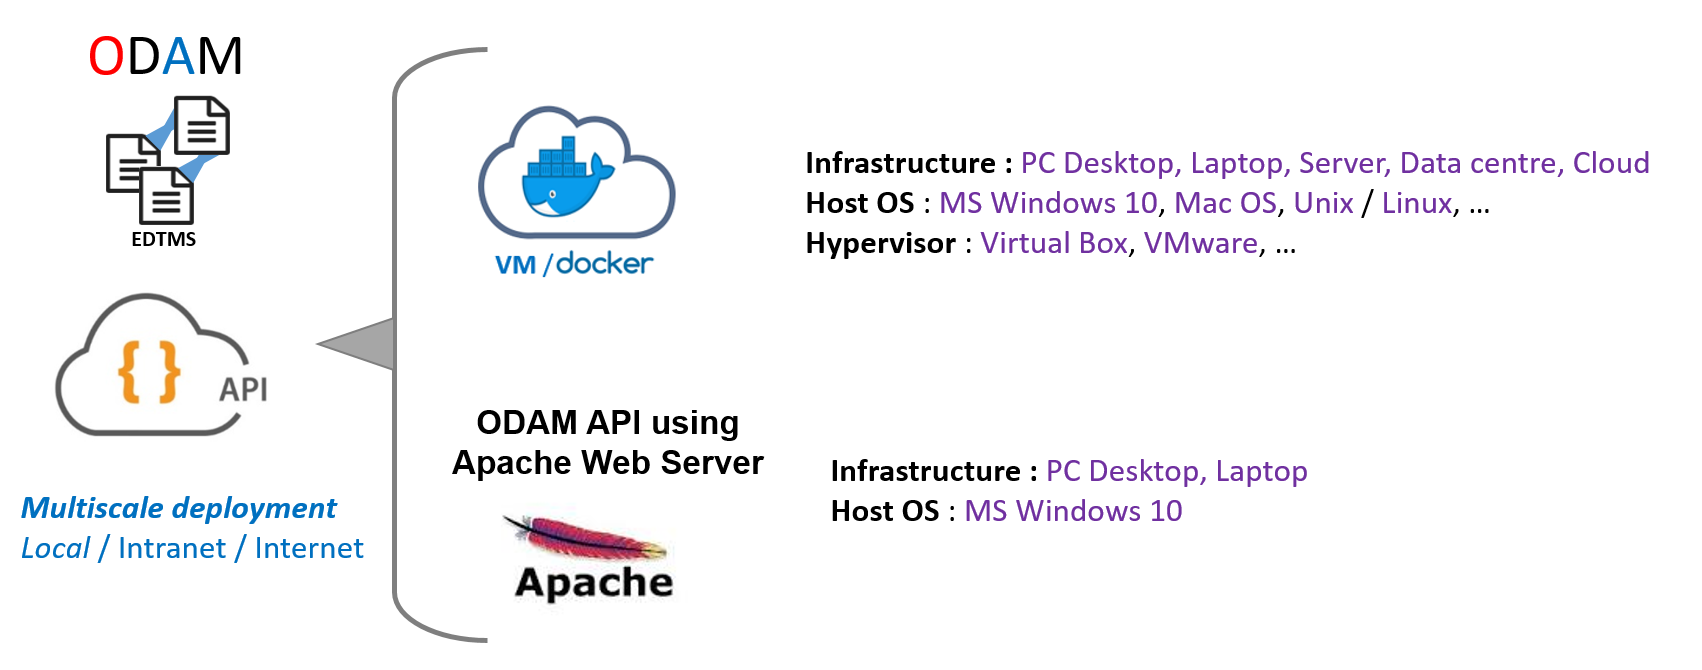 ODAM
EDTMS
{ } API
Multiscale deployment
Local / Intranet / Internet
VM / docker
Infrastructure : PC Desktop, Laptop, Server, Data centre, Cloud
Host OS : MS Windows 10, Mac OS, Unix / Linux, ...
Hypervisor : Virtual Box, VMware, ...
ODAM API using
Apache Web Server
Apache
Infrastructure : PC Desktop, Laptop
Host OS : MS Windows 10